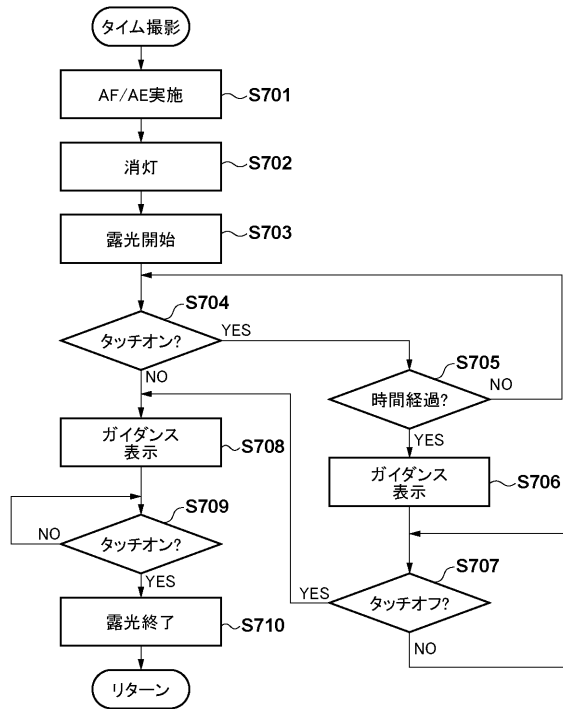 タイム撮影
AF/AE実施
S701
消灯
S702
露光開始
S703
S704
タッチオン?
YES
NO
S705
時間経過?
NO
YES
ガイダンス
表示
S708
ガイダンス
表示
S706
S709
タッチオン?
NO
YES
S707
タッチオフ?
YES
NO
露光終了
S710
リターン